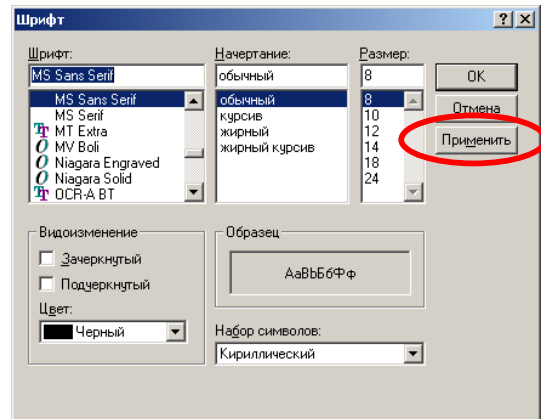 Шрифт
Шрифт: Начертание: Размер:
MS Sans Serif обычный 8 OK
MS Sans Serif обычный 8 Отмена
MS Serif курсив 10
MT Extra жирный 12 Применить
MV Boli жирный курсив 14
Niagara Engraved 18
Niagara Solid 24
OCR-A BT
Видоизменение Образец
Зачеркнутый АаВbБбФф
Подчеркнутый
Цвет:
Черный Набор символов:
Кириллический